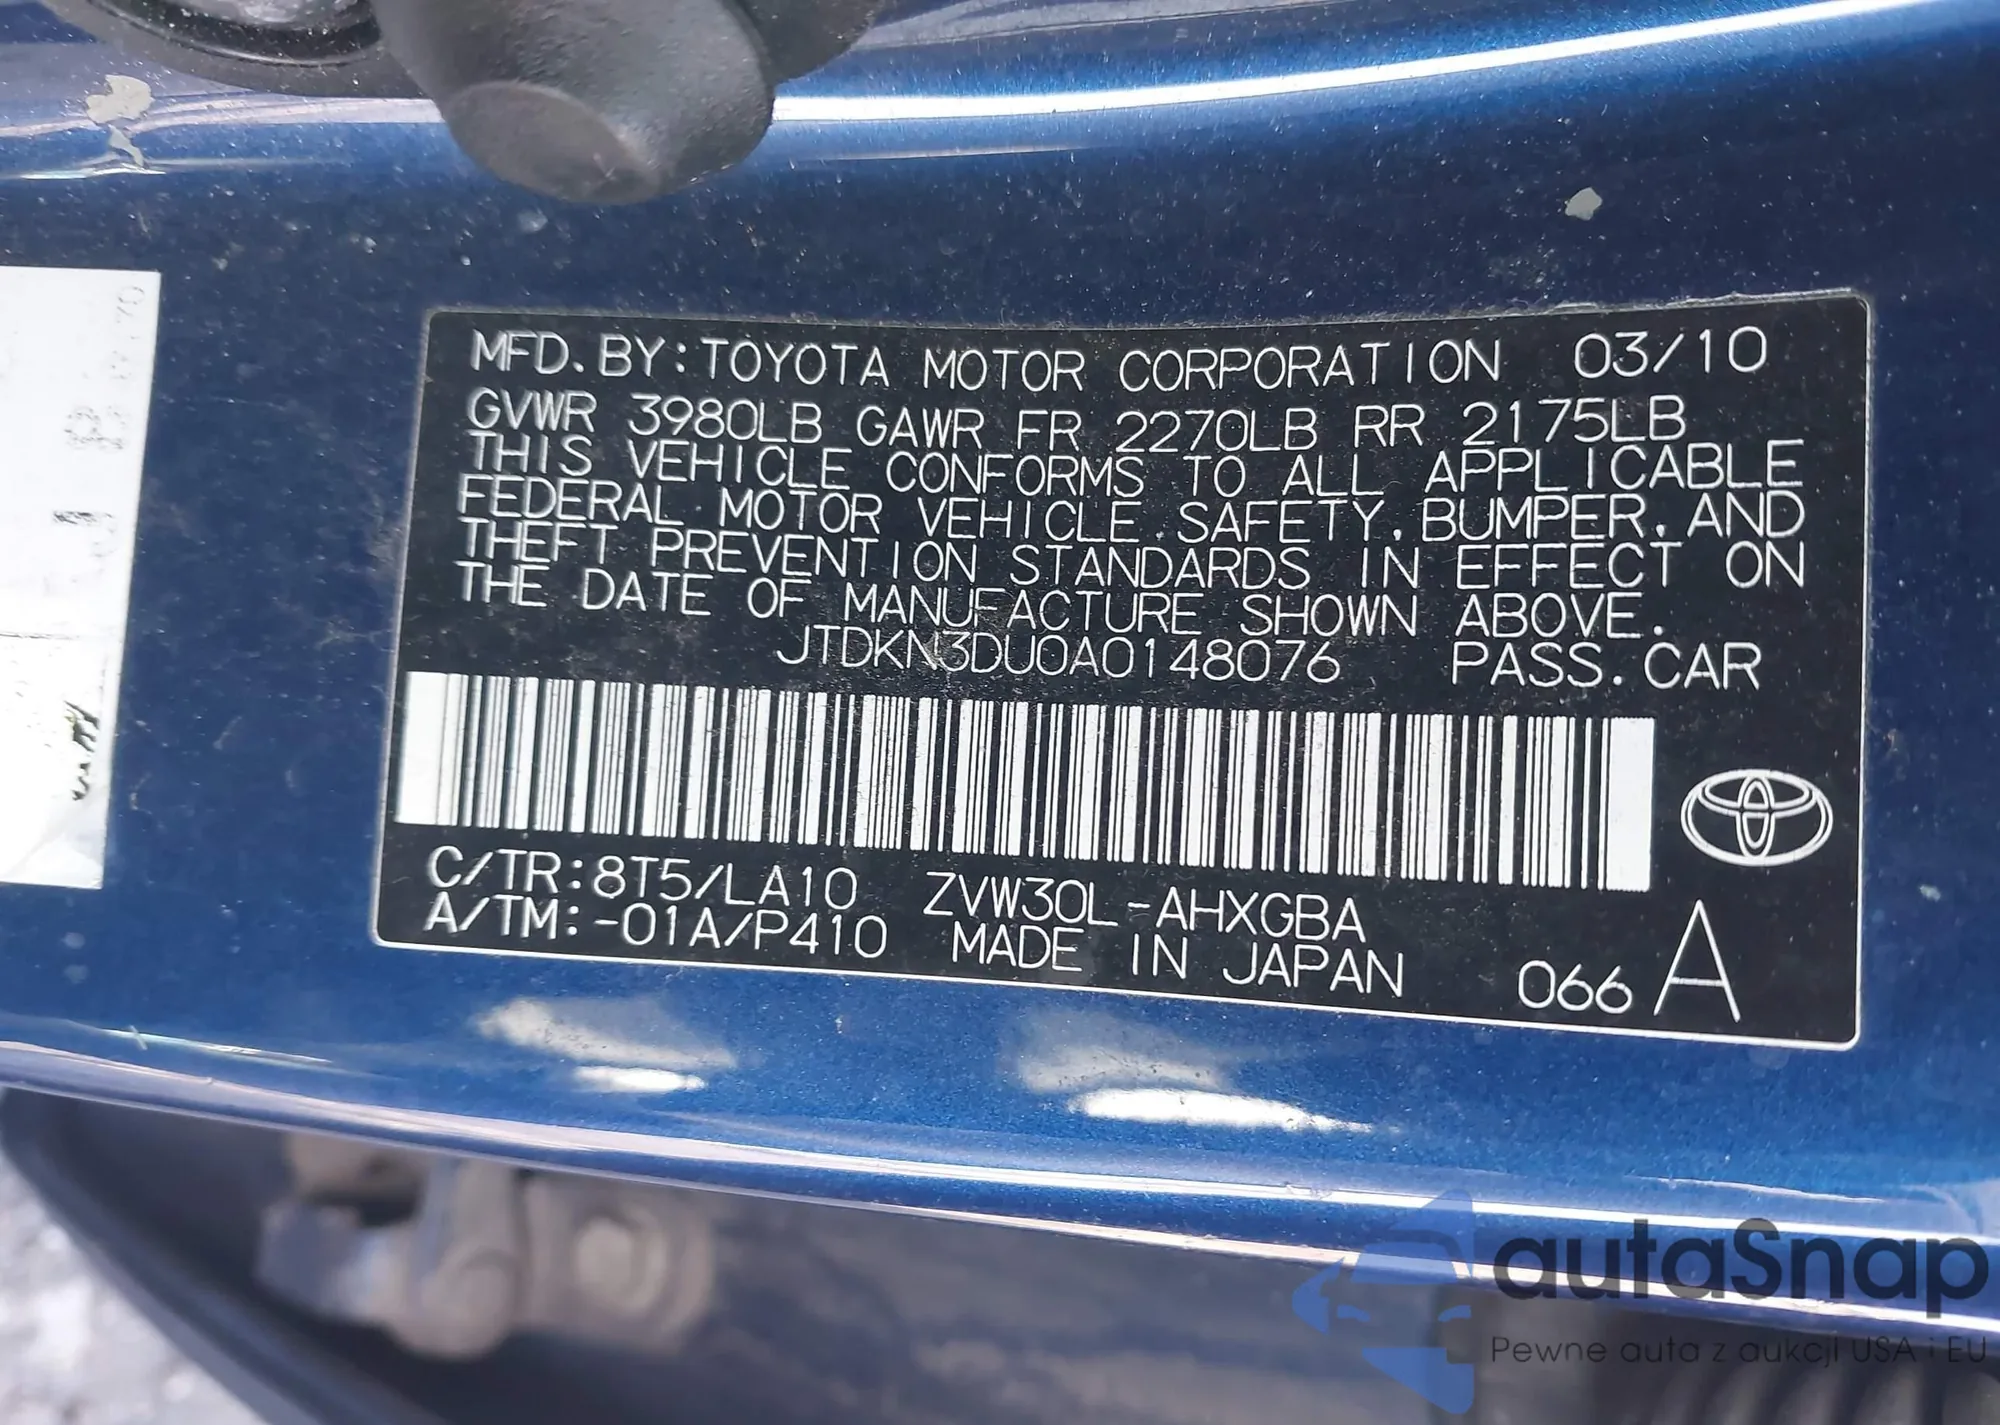 MFD. BY: TOYOTA MOTOR CORPORATION 03/10
GVWR 3980LB GAWR FR 2270LB RR 2175LB
THIS VEHICLE CONFORMS TO ALL APPLICABLE
FEDERAL MOTOR VEHICLE SAFETY, BUMPER, AND
THEFT PREVENTION STANDARDS IN EFFECT ON
THE DATE OF MANUFACTURE SHOWN ABOVE.
JTDKN3DU0A0148076 PASS. CAR
C/TR: 8T5/LA10 ZVW30L-AHXGBA
A/TM: -01A/P410 MADE IN JAPAN 066 A
autaSnap
Pewne auta z aukcji USA i EU